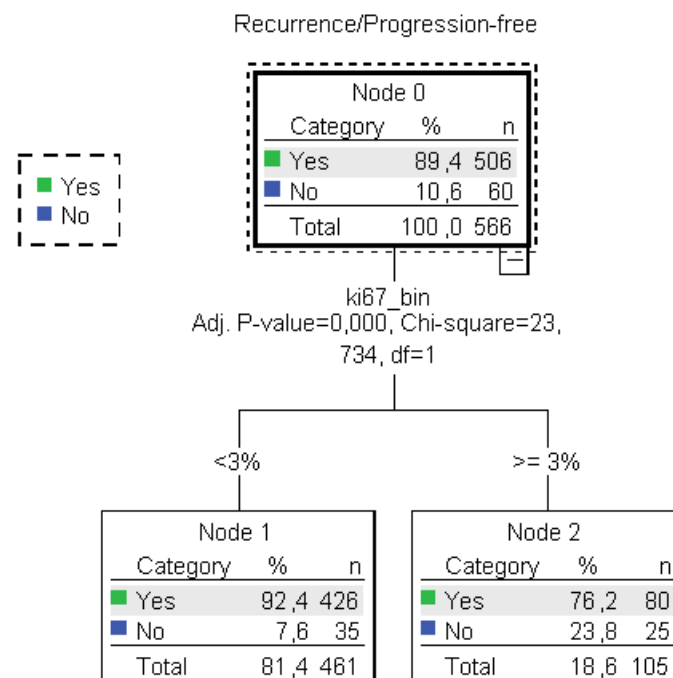 Recurrence/Progression-free
Node 0
Category % n
Yes 89 ,4 506
No 10 ,6 60
Total 100 ,0 566
Yes
No
ki67_bin
Adj. P-value=0,000, Chi-square=23,
734, df=1
<3%
>= 3%
Node 1
Category % n
Yes 92 ,4 426
No 7 ,6 35
Total 81 ,4 461
Node 2
Category % n
Yes 76 ,2 80
No 23 ,8 25
Total 18 ,6 105